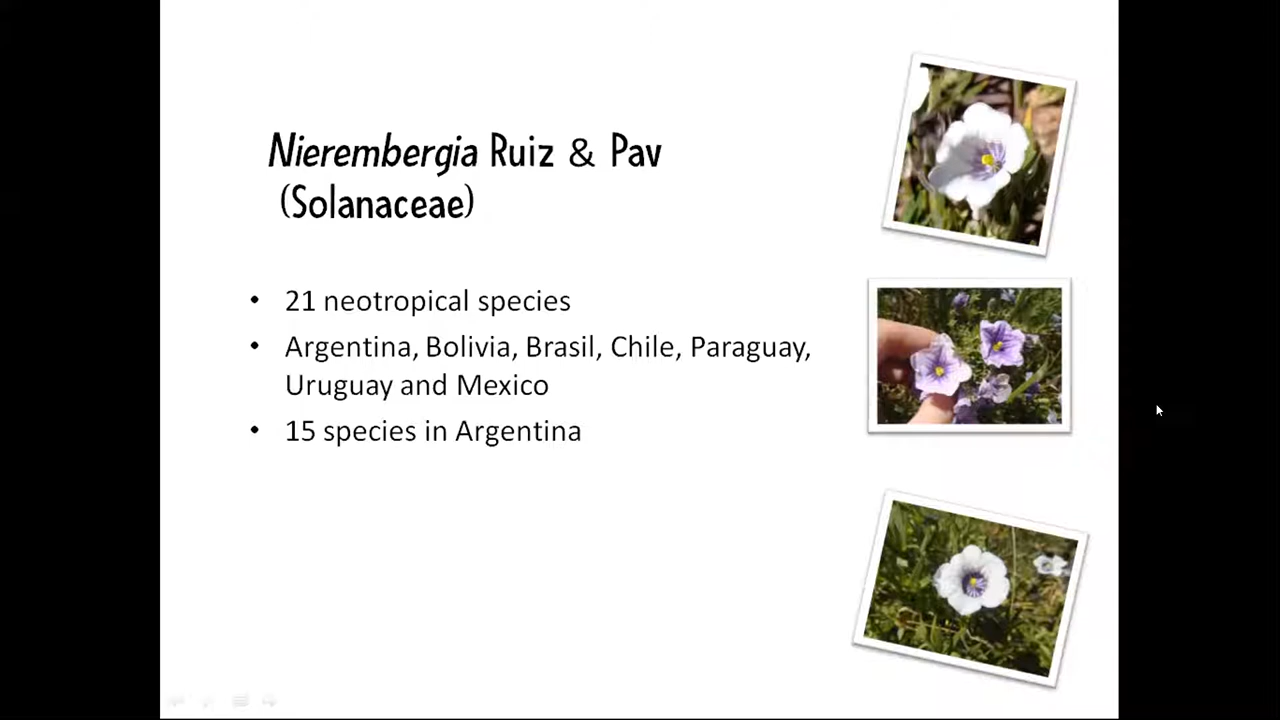 Nierembergia Ruiz & Pav
(Solanaceae)
• 21 neotropical species
• Argentina, Bolivia, Brasil, Chile, Paraguay,
Uruguay and Mexico
• 15 species in Argentina